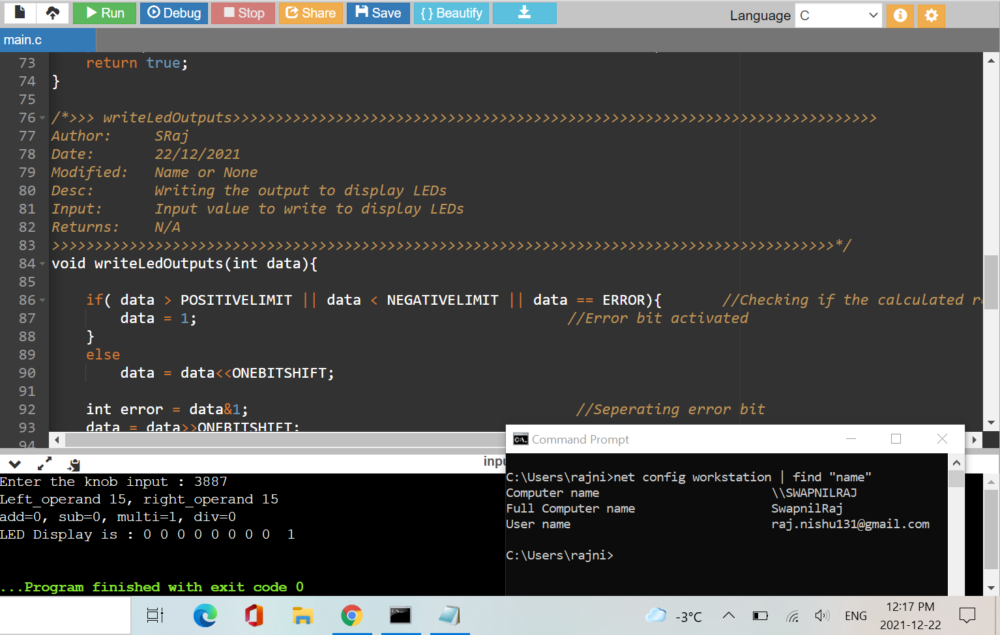 Run Debug Stop Share Save { } Beautify Language C
main.c
73 return true;
74 }
75
76 /*>>> writeLedOutputs>>>>>>>>>>>>>>>>>>>>>>>>>>>>>>>>>>>>>>>>>>>>>>>>>>>>>>>>>>>>>>>>>>>>>>>>>>>
77 Author: SRaj
78 Date: 22/12/2021
79 Modified: Name or None
80 Desc: Writing the output to display LEDs
81 Input: Input value to write to display LEDs
82 Returns: N/A
83 >>>>>>>>>>>>>>>>>>>>>>>>>>>>>>>>>>>>>>>>>>>>>>>>>>>>>>>>>>>>>>>>>>>>>>>>>>>>>>>>>>>>>>>>>>>*/
84 void writeLedOutputs(int data){
85
86 if( data > POSITIVELIMIT || data < NEGATIVELIMIT || data == ERROR){ //Checking if the calculated
87 data = 1; //Error bit activated
88 }
89 else
90 data = data<<ONEBITSHIFT;
91
92 int error = data&1; //Seperating error bit
93 data = data>>ONEBITSHIFT;
94
input
Enter the knob input : 3887
Left_operand 15, right_operand 15
add=0, sub=0, multi=1, div=0
LED Display is : 0 0 0 0 0 0 0 0 1
...Program finished with exit code 0
Command Prompt
C:\Users\rajni>net config workstation | find "name"
Computer name \\SWAPNILRAJ
Full Computer name SwapnilRaj
User name raj.nishu131@gmail.com
C:\Users\rajni>
-3°C ENG 12:17 PM
2021-12-22